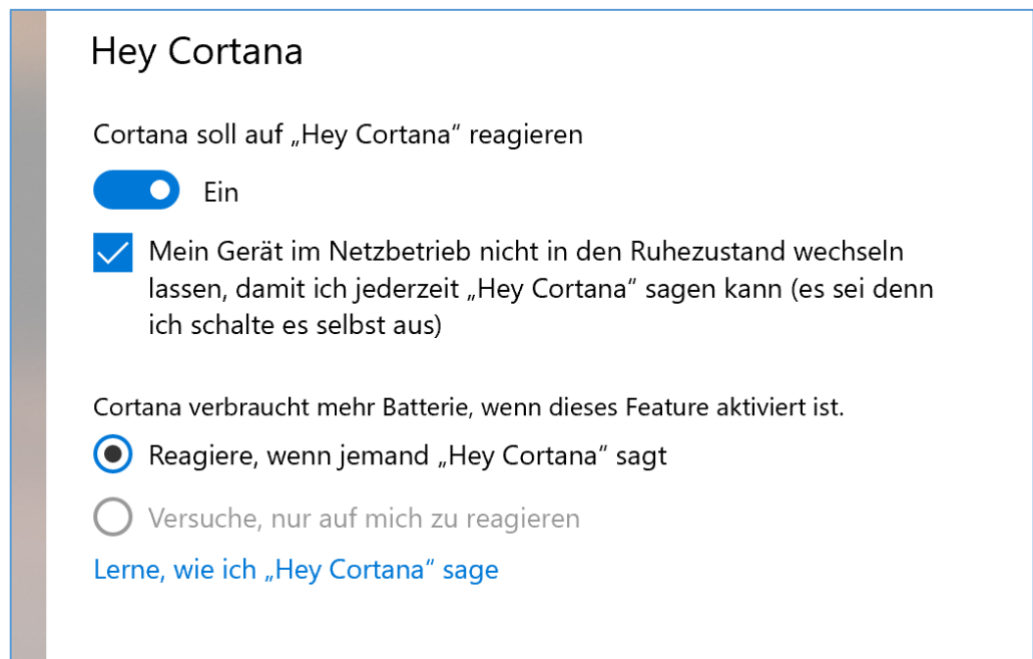 Hey Cortana
Cortana soll auf „Hey Cortana“ reagieren
Ein
Mein Gerät im Netzbetrieb nicht in den Ruhezustand wechseln
lassen, damit ich jederzeit „Hey Cortana“ sagen kann (es sei denn
ich schalte es selbst aus)
Cortana verbraucht mehr Batterie, wenn dieses Feature aktiviert ist.
Reagiere, wenn jemand „Hey Cortana“ sagt
Versuche, nur auf mich zu reagieren
Lerne, wie ich „Hey Cortana“ sage